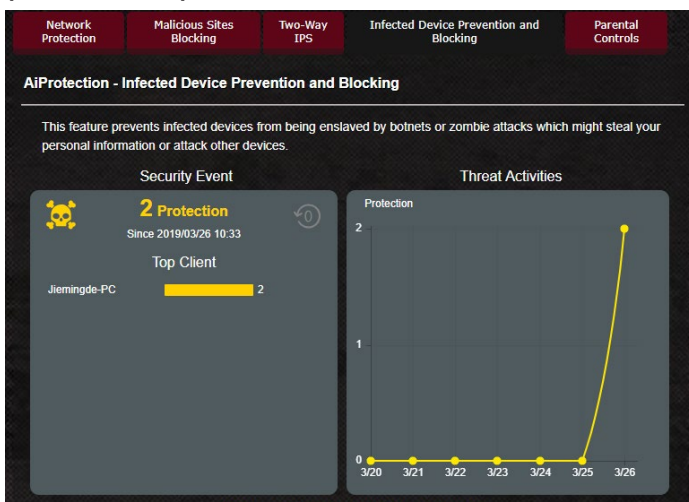 Network
Protection
Malicious Sites
Blocking
Two-Way
IPS
Infected Device Prevention and
Blocking
Parental
Controls
AiProtection - Infected Device Prevention and Blocking
This feature prevents infected devices from being enslaved by botnets or zombie attacks which might steal your
personal information or attack other devices.
Security Event
2 Protection
0
Since 2019/03/26 10:33
Top Client
Jiemingde-PC 2
Threat Activities
Protection
2
1
0
3/20 3/21 3/22 3/23 3/24 3/25 3/26